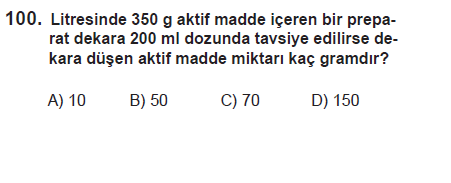 100. Litresinde 350 g aktif madde içeren bir prepa-
rat dekara 200 ml dozunda tavsiye edilirse de-
kara düşen aktif madde miktarı kaç gramdır?
A) 10 B) 50 C) 70 D) 150